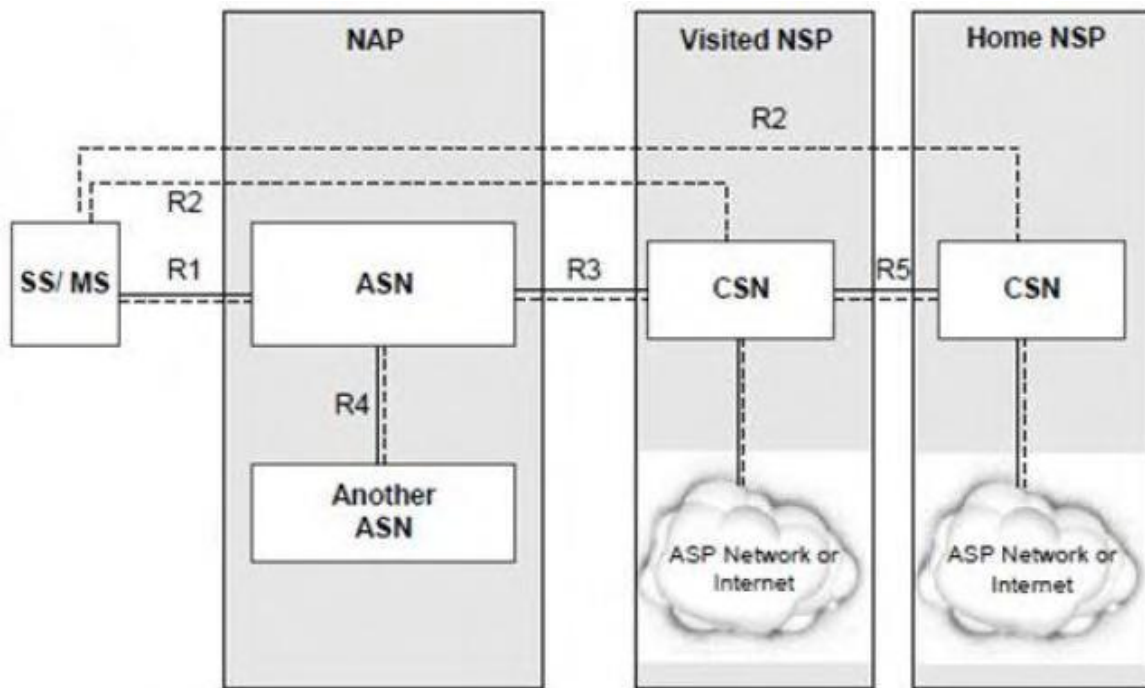 NAP
Visited NSP
Home NSP
R2
R2
SS/ MS
R1
ASN
R3
CSN
R5
CSN
R4
Another
ASN
ASP Network or
Internet
ASP Network or
Internet